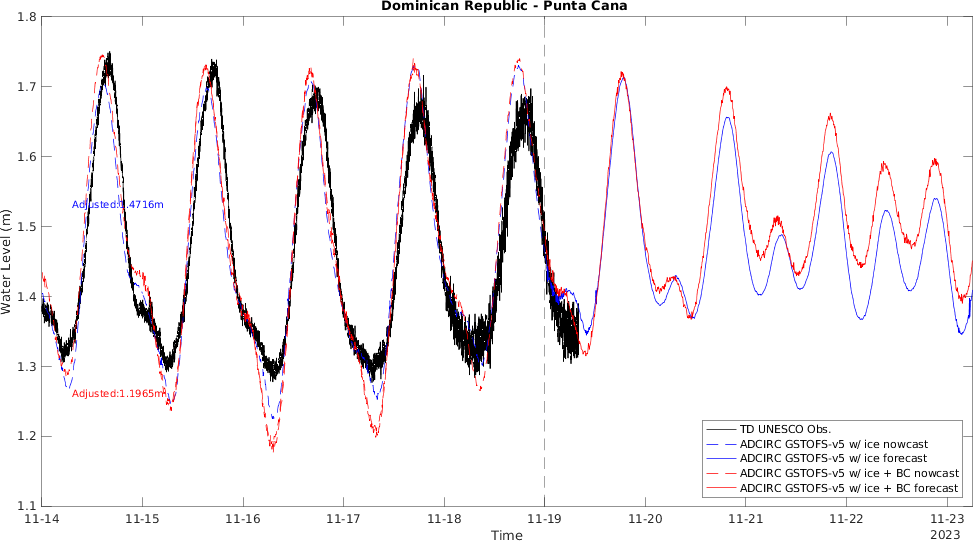 Dominican Republic - Punta Cana
1.8
1.7
1.6
1.5
1.4
1.3
1.2
1.1
Water Level (m)
Adjusted:1.4716m
Adjusted:1.1965m
TD UNESCO Obs.
ADCIRC GSTOFS-v5 w/ ice nowcast
ADCIRC GSTOFS-v5 w/ ice forecast
ADCIRC GSTOFS-v5 w/ ice + BC nowcast
ADCIRC GSTOFS-v5 w/ ice + BC forecast
11-14 11-15 11-16 11-17 11-18 11-19 11-20 11-21 11-22 11-23
Time
2023